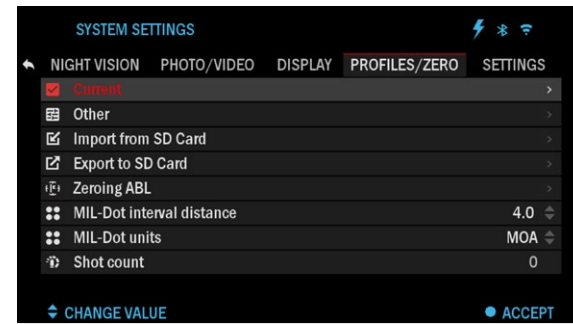 SYSTEM SETTINGS
NIGHT VISION PHOTO/VIDEO DISPLAY PROFILES/ZERO SETTINGS
Current
Other
Import from SD Card
Export to SD Card
Zeroing ABL
MIL-Dot interval distance 4.0
MIL-Dot units MOA
Shot count 0
CHANGE VALUE ACCEPT